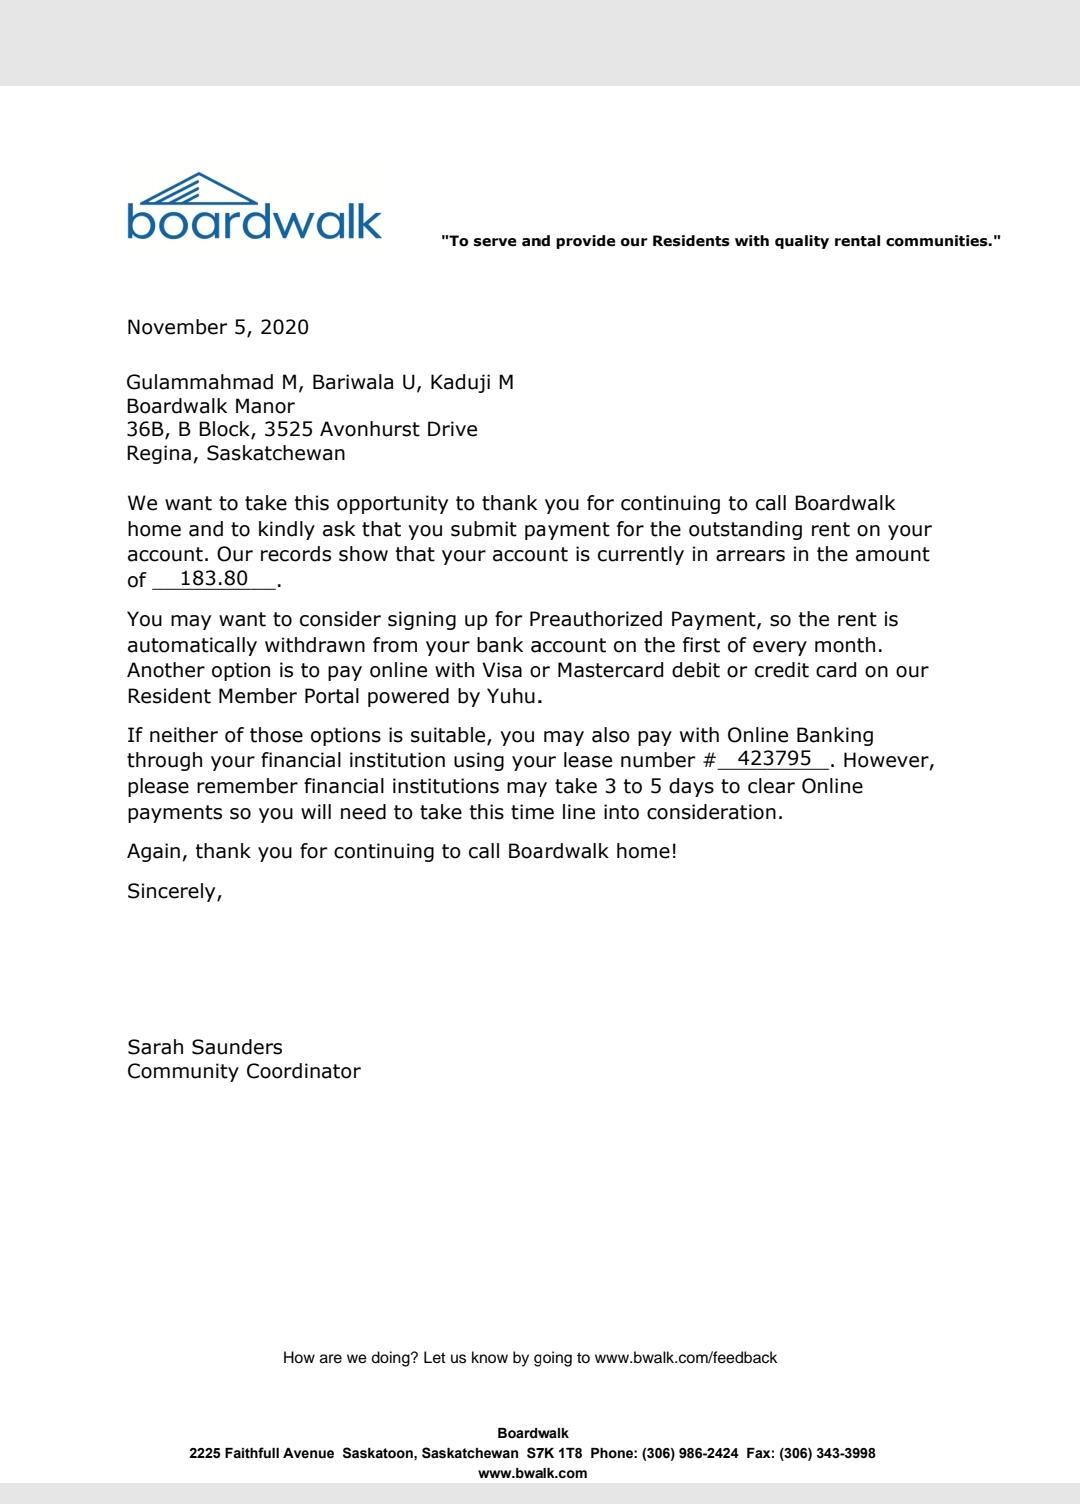 boardwalk
"To serve and provide our Residents with quality rental communities."
November 5, 2020
Gulammahmad M, Bariwala U, Kaduji M
Boardwalk Manor
36B, B Block, 3525 Avonhurst Drive
Regina, Saskatchewan
We want to take this opportunity to thank you for continuing to call Boardwalk
home and to kindly ask that you submit payment for the outstanding rent on your
account. Our records show that your account is currently in arrears in the amount
of 183.80.
You may want to consider signing up for Preauthorized Payment, so the rent is
automatically withdrawn from your bank account on the first of every month.
Another option is to pay online with Visa or Mastercard debit or credit card on our
Resident Member Portal powered by Yuhu.
If neither of those options is suitable, you may also pay with Online Banking
through your financial institution using your lease number # 423795. However,
please remember financial institutions may take 3 to 5 days to clear Online
payments so you will need to take this time line into consideration.
Again, thank you for continuing to call Boardwalk home!
Sincerely,
Sarah Saunders
Community Coordinator
How are we doing? Let us know by going to www.bwalk.com/feedback
Boardwalk
2225 Faithfull Avenue Saskatoon, Saskatchewan S7K 1T8 Phone: (306) 986-2424 Fax: (306) 343-3998
www.bwalk.com